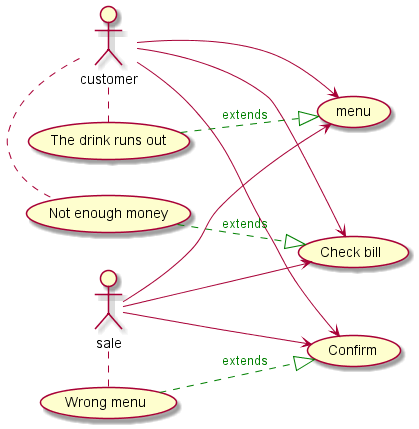 customer
extends
menu
The drink runs out
Not enough money
extends
Check bill
sale
Confirm
extends
Wrong menu